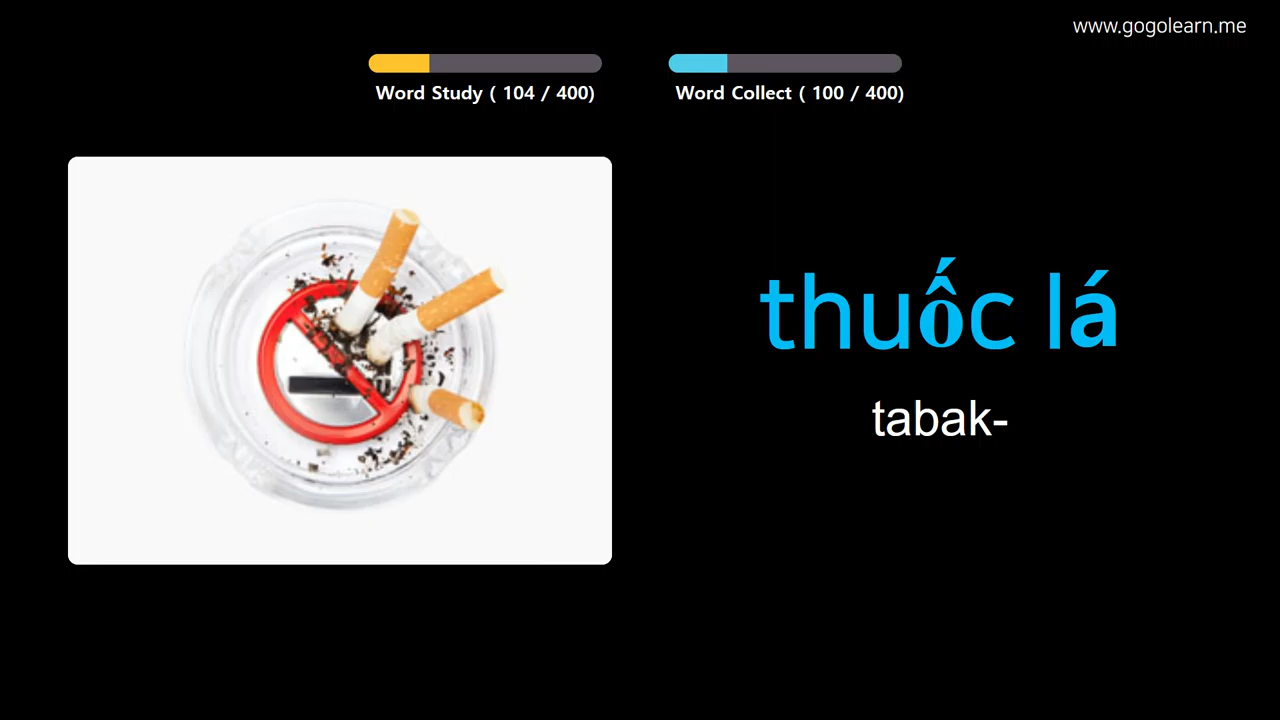 www.gogolearn.me
Word Study ( 104 / 400)
Word Collect ( 100 / 400)
thuốc lá
tabak-